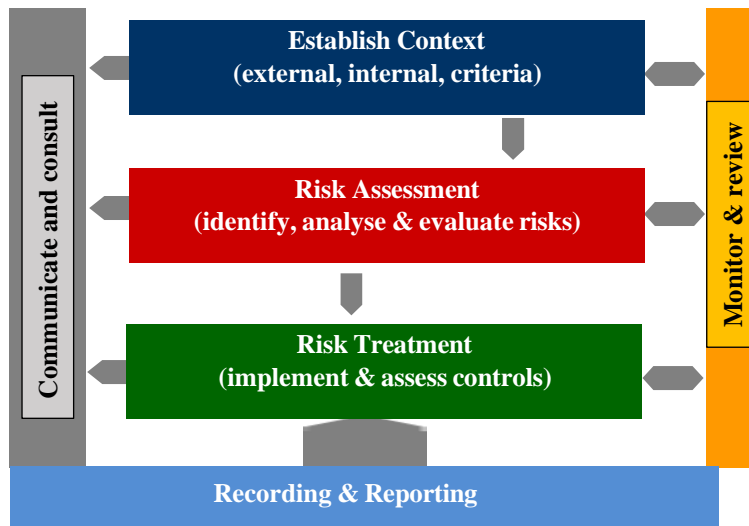 Establish Context
(external, internal, criteria)
Communicate and consult
Risk Assessment
(identify, analyse & evaluate risks)
Monitor & review
Risk Treatment
(implement & assess controls)
Recording & Reporting